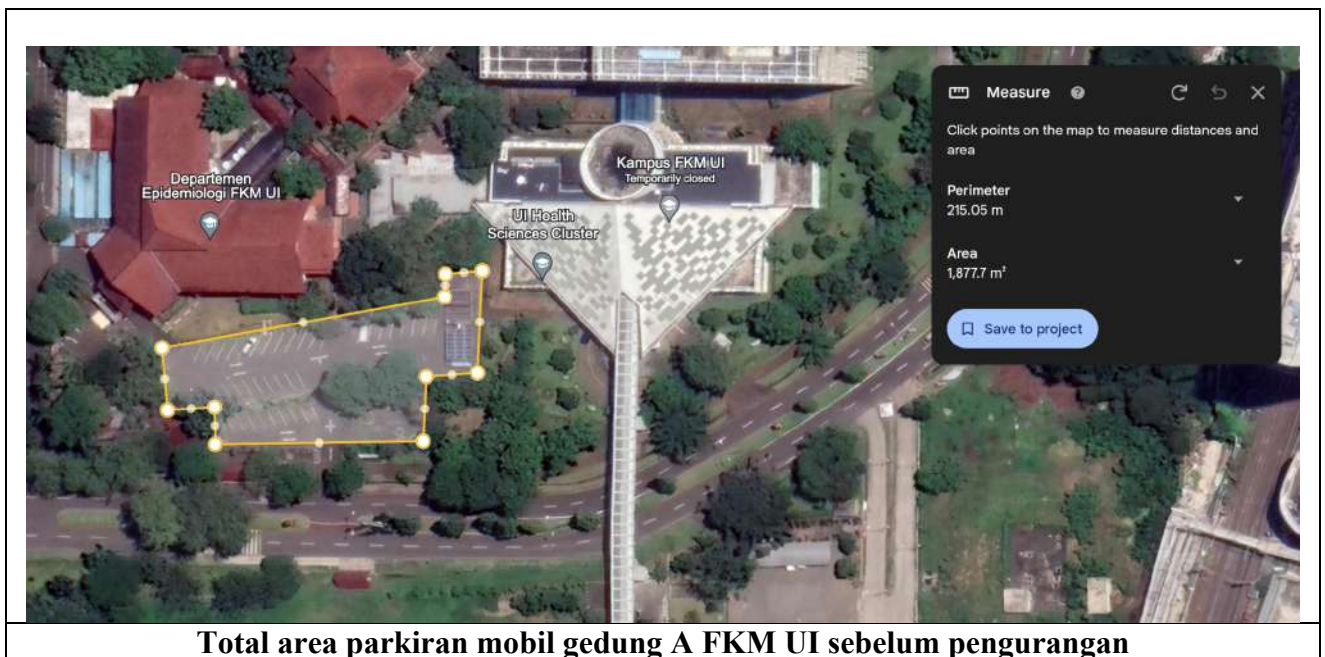 Measure
Click points on the map to measure distances and
area
Perimeter
215.05 m
Area
1,877.7 m²
Save to project
Departemen
Epidemiologi FKM UI
Kampus FKM UI
Temporarily closed
UI Health
Sciences Cluster
Total area parkiran mobil gedung A FKM UI sebelum pengurangan